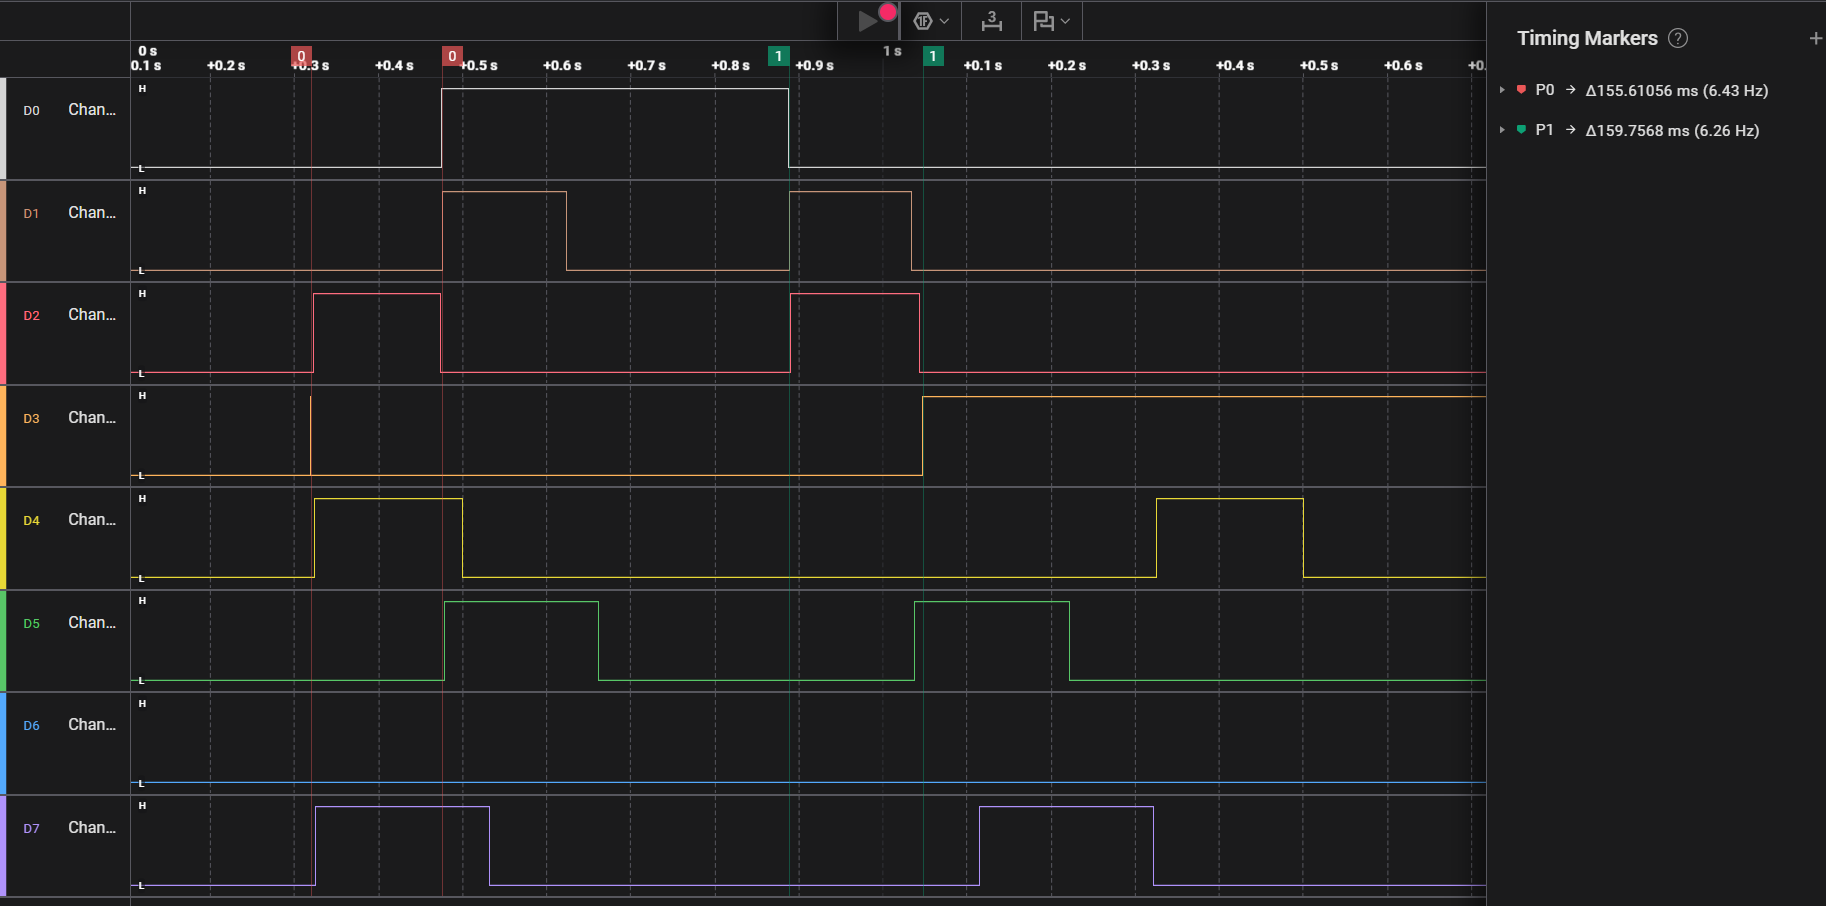 3
Timing Markers ?
0 s 0 0 1 1 s 1
0.1 s +0.2 s +0.3 s +0.4 s +0.5 s +0.6 s +0.7 s +0.8 s +0.9 s +0.1 s +0.2 s +0.3 s +0.4 s +0.5 s +0.6 s +0.
P0 → Δ155.61056 ms (6.43 Hz)
P1 → Δ159.7568 ms (6.26 Hz)
H
D0 Chan...
L
H
D1 Chan...
L
H
D2 Chan...
L
H
D3 Chan...
L
H
D4 Chan...
L
H
D5 Chan...
L
H
D6 Chan...
L
H
D7 Chan...
L